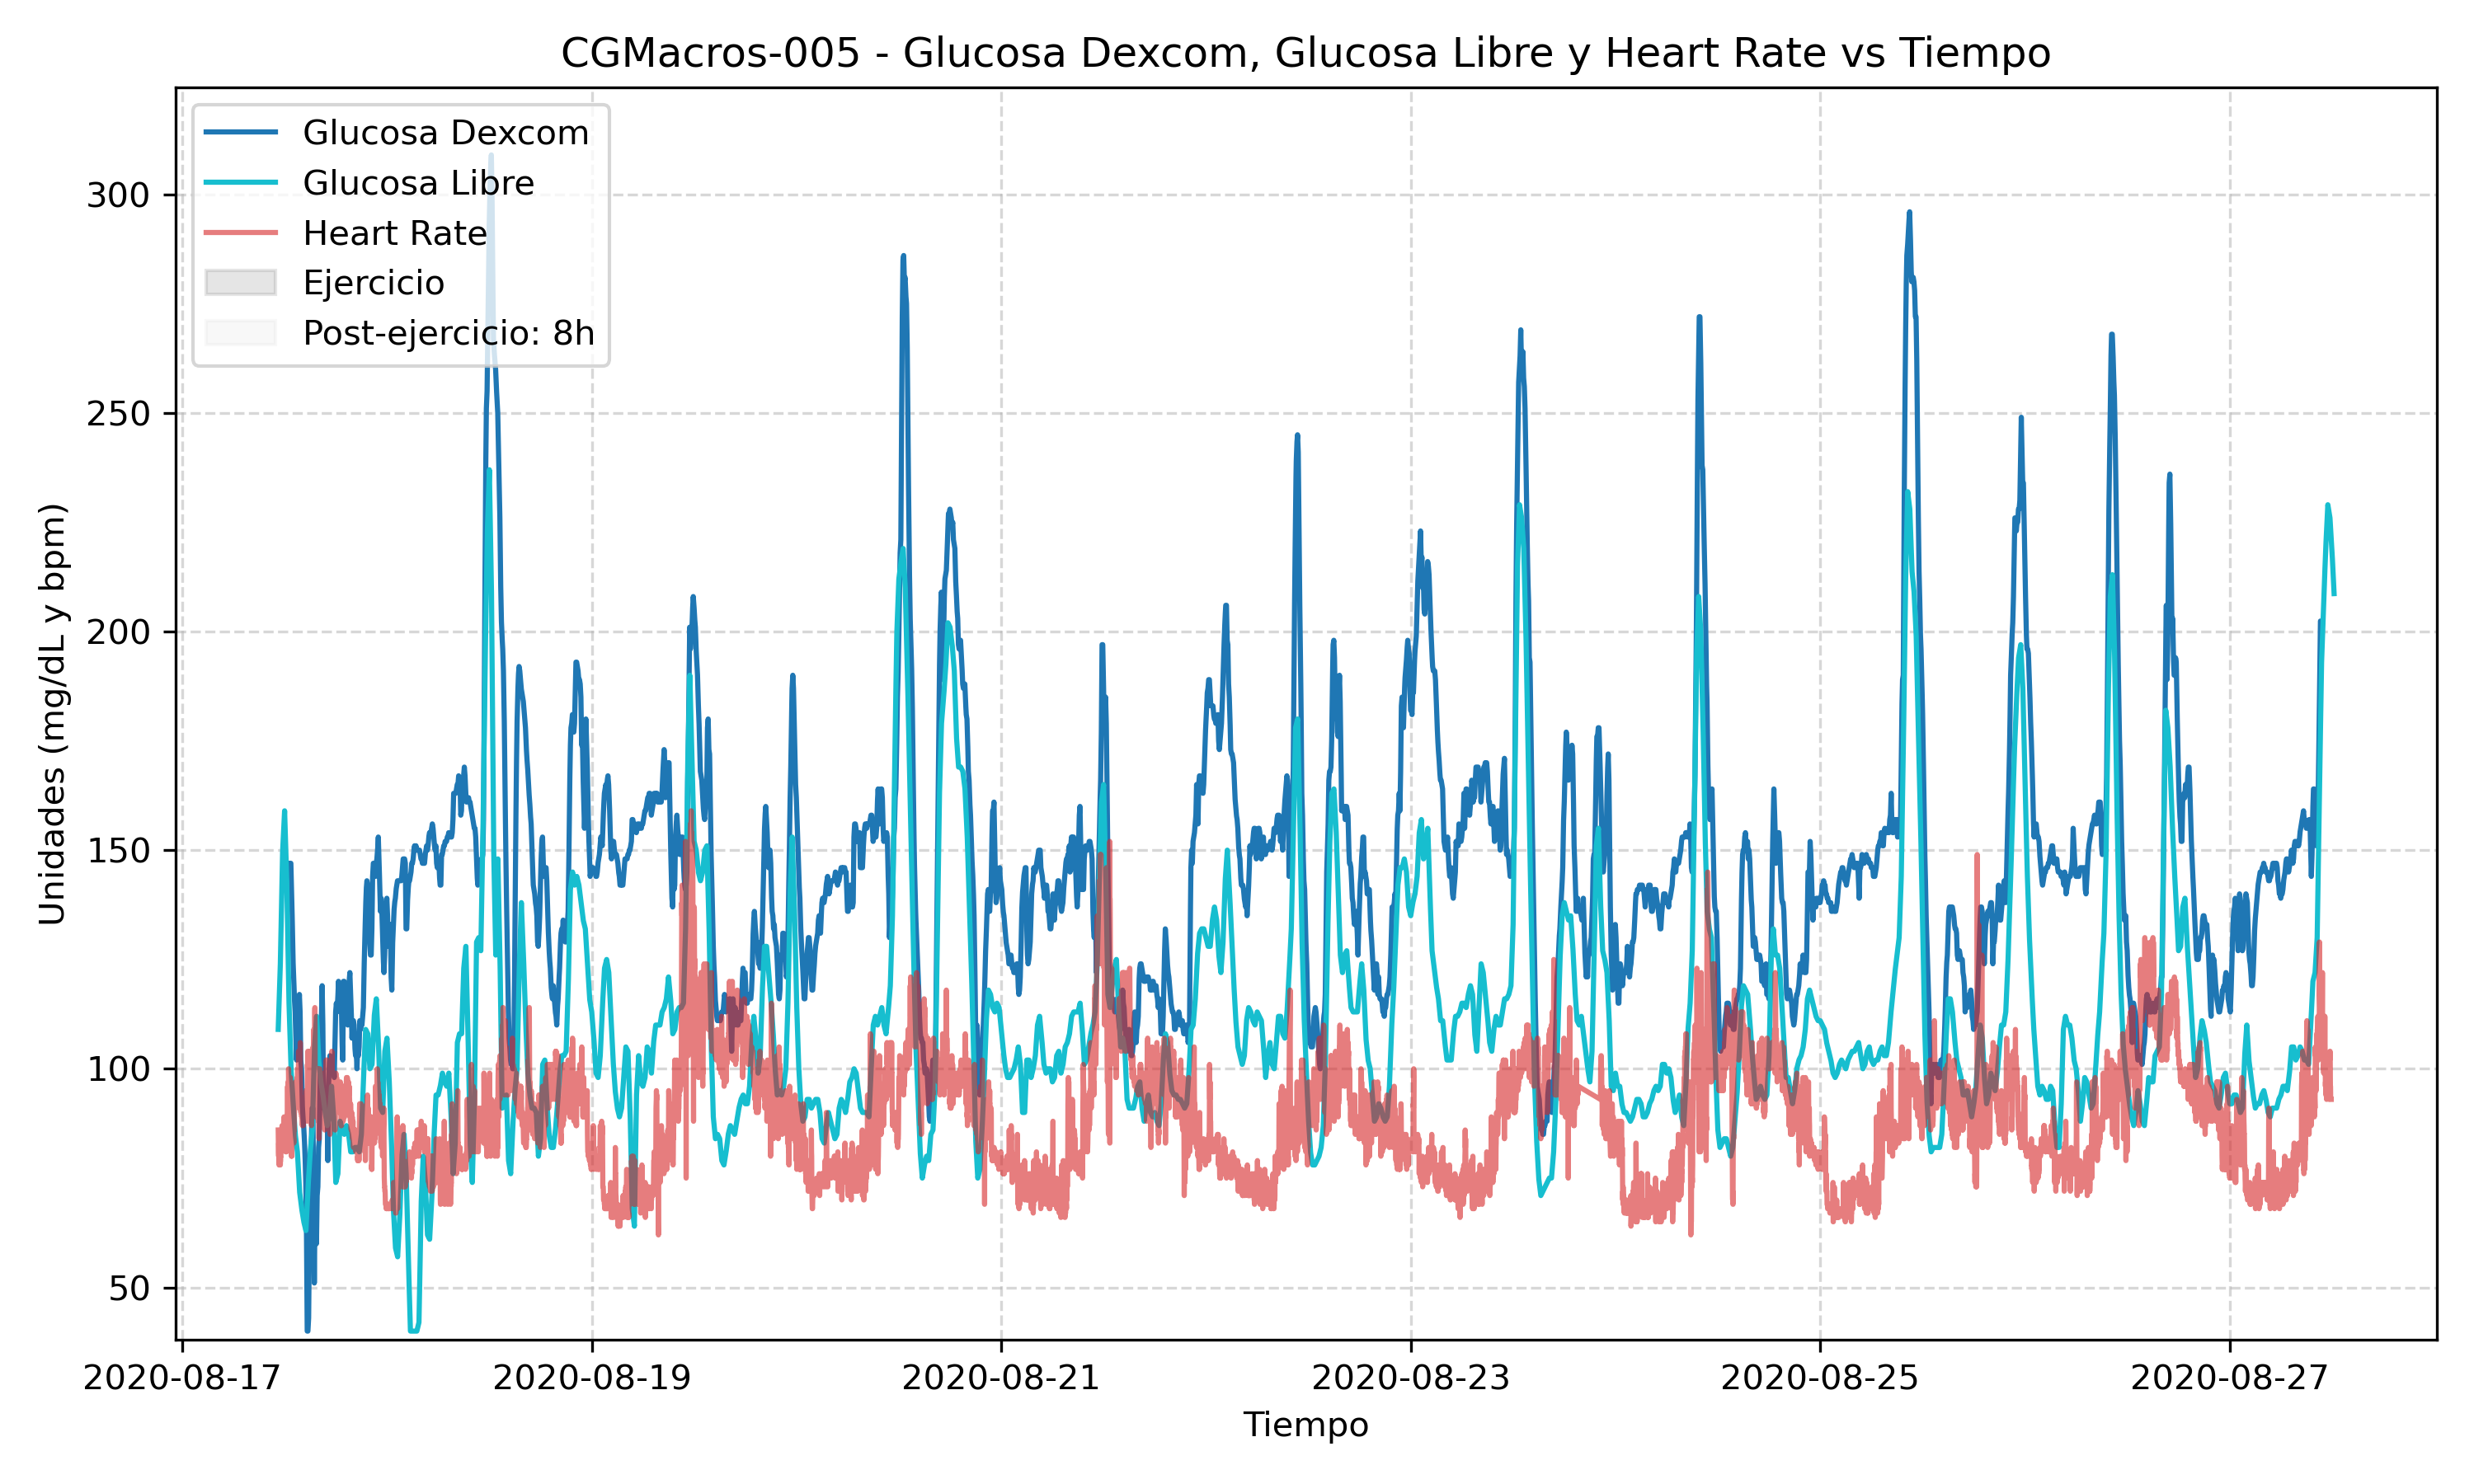 CGMacros-005 - Glucosa Dexcom, Glucosa Libre y Heart Rate vs Tiempo
Glucosa Dexcom
Glucosa Libre
Heart Rate
Ejercicio
Post-ejercicio: 8h
Unidades (mg/dL y bpm)
300
250
200
150
100
50
2020-08-17
2020-08-19
2020-08-21
2020-08-23
2020-08-25
2020-08-27
Tiempo